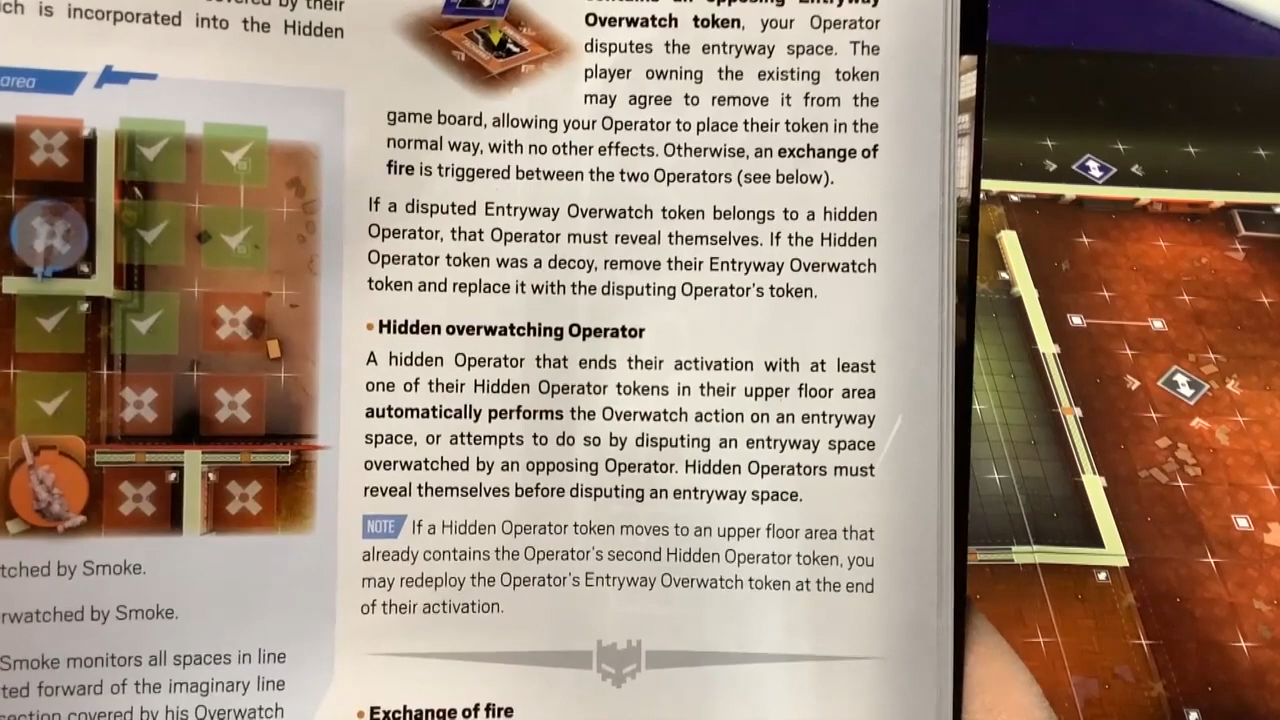 ch is incorporated into the Hidden
area
tched by Smoke.
rwatched by Smoke.
Smoke monitors all spaces in line
ted forward of the imaginary line
section covered by his Overwatch
Overwatch token, your Operator
disputes the entryway space. The
player owning the existing token
may agree to remove it from the
game board, allowing your Operator to place their token in the
normal way, with no other effects. Otherwise, an exchange of
fire is triggered between the two Operators (see below).
If a disputed Entryway Overwatch token belongs to a hidden
Operator, that Operator must reveal themselves. If the Hidden
Operator token was a decoy, remove their Entryway Overwatch
token and replace it with the disputing Operator's token.
• Hidden overwatching Operator
A hidden Operator that ends their activation with at least
one of their Hidden Operator tokens in their upper floor area
automatically performs the Overwatch action on an entryway
space, or attempts to do so by disputing an entryway space
overwatched by an opposing Operator. Hidden Operators must
reveal themselves before disputing an entryway space.
NOTE If a Hidden Operator token moves to an upper floor area that
already contains the Operator's second Hidden Operator token, you
may redeploy the Operator's Entryway Overwatch token at the end
of their activation.
• Exchange of fire